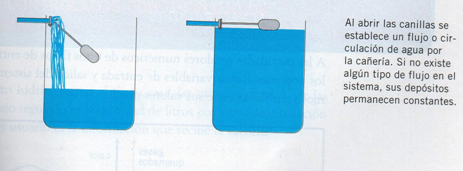 Al abrir las canillas se
establece un flujo o cir-
culación de agua por
la cañería. Si no existe
algún tipo de flujo en el
sistema, sus depósitos
permanecen constantes.